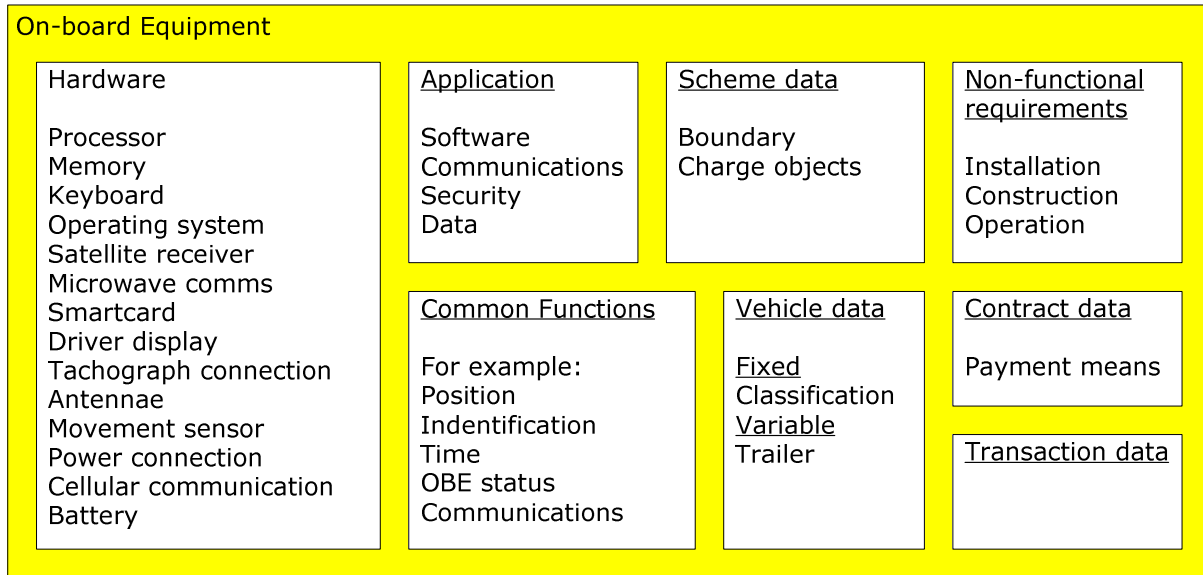 On-board Equipment
Hardware
Processor
Memory
Keyboard
Operating system
Satellite receiver
Microwave comms
Smartcard
Driver display
Tachograph connection
Antennae
Movement sensor
Power connection
Cellular communication
Battery
Application
Software
Communications
Security
Data
Scheme data
Boundary
Charge objects
Non-functional
requirements
Installation
Construction
Operation
Common Functions
For example:
Position
Indentification
Time
OBE status
Communications
Vehicle data
Fixed
Classification
Variable
Trailer
Contract data
Payment means
Transaction data